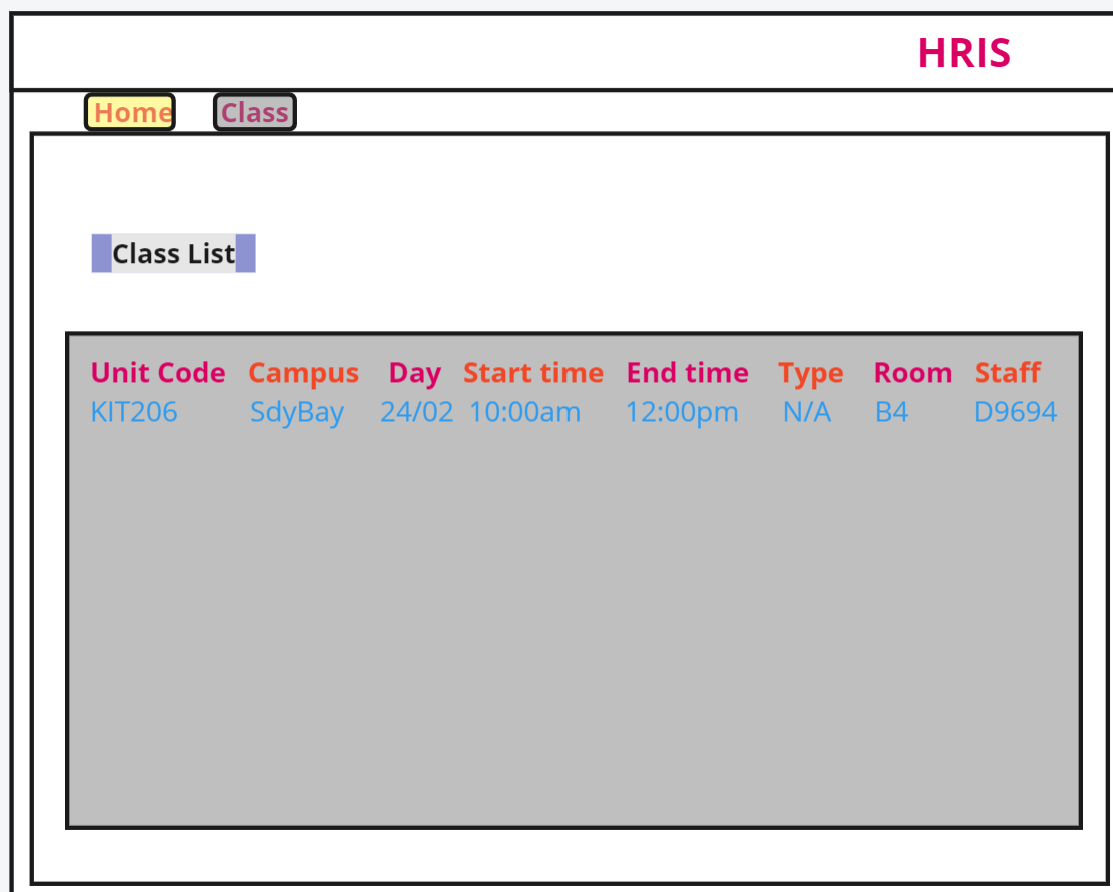 HRIS
Home Class
Class List
Unit Code Campus Day Start time End time Type Room Staff
KIT206 SdyBay 24/02 10:00am 12:00pm N/A B4 D9694